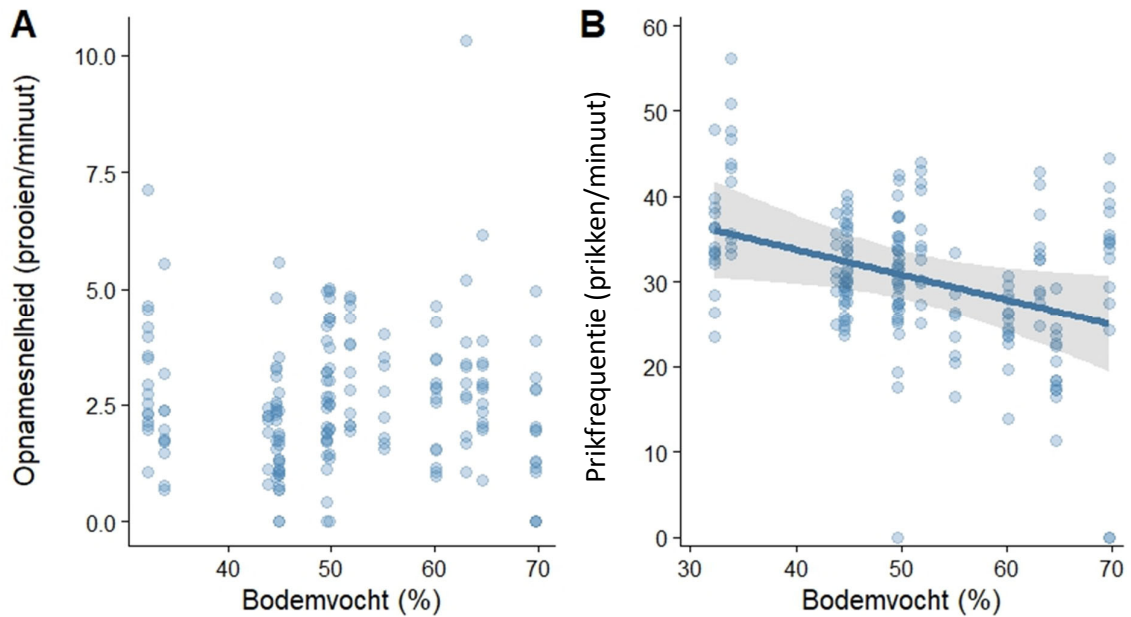 A
Opnamesnelheid (prooien/minuut)
10.0
7.5
5.0
2.5
0.0
40 50 60 70
Bodemvocht (%)
B
Prikfrequentie (prikken/minuut)
60
50
40
30
20
10
0
30 40 50 60 70
Bodemvocht (%)